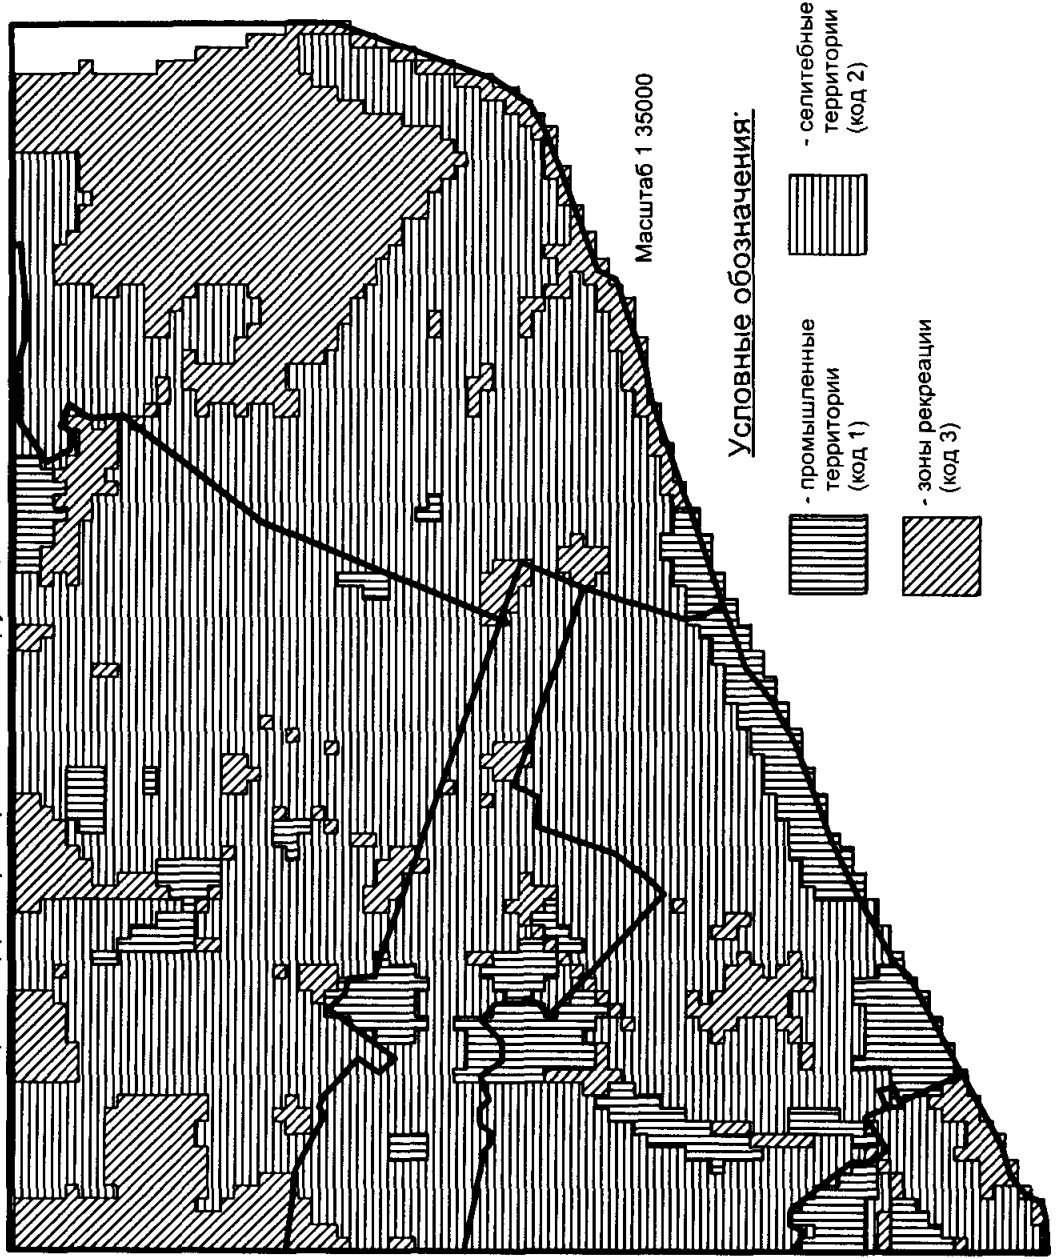 Масштаб 1 35000
Условные обозначения:
- промышленные
территории
(код 1)
- селитебные
территории
(код 2)
- зоны рекреации
(код 3)